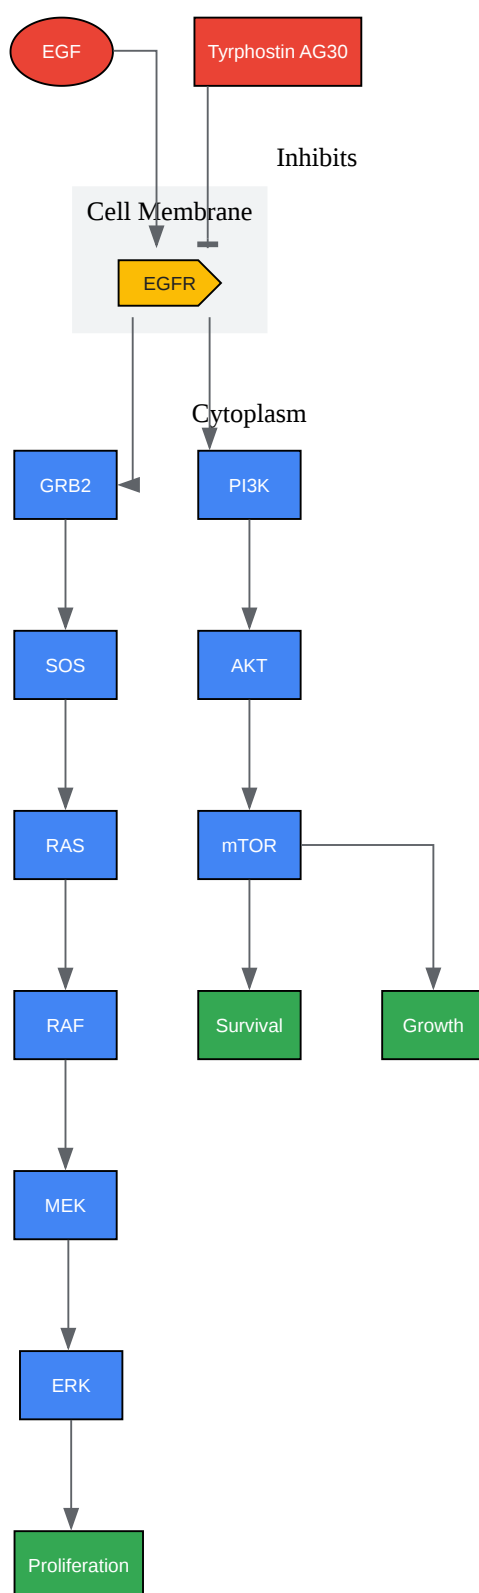 EGF
Tyrphostin AG30
Inhibits
Cell Membrane
EGFR
Cytoplasm
GRB2
PI3K
SOS
AKT
RAS
mTOR
RAF
Survival
Growth
MEK
ERK
Proliferation